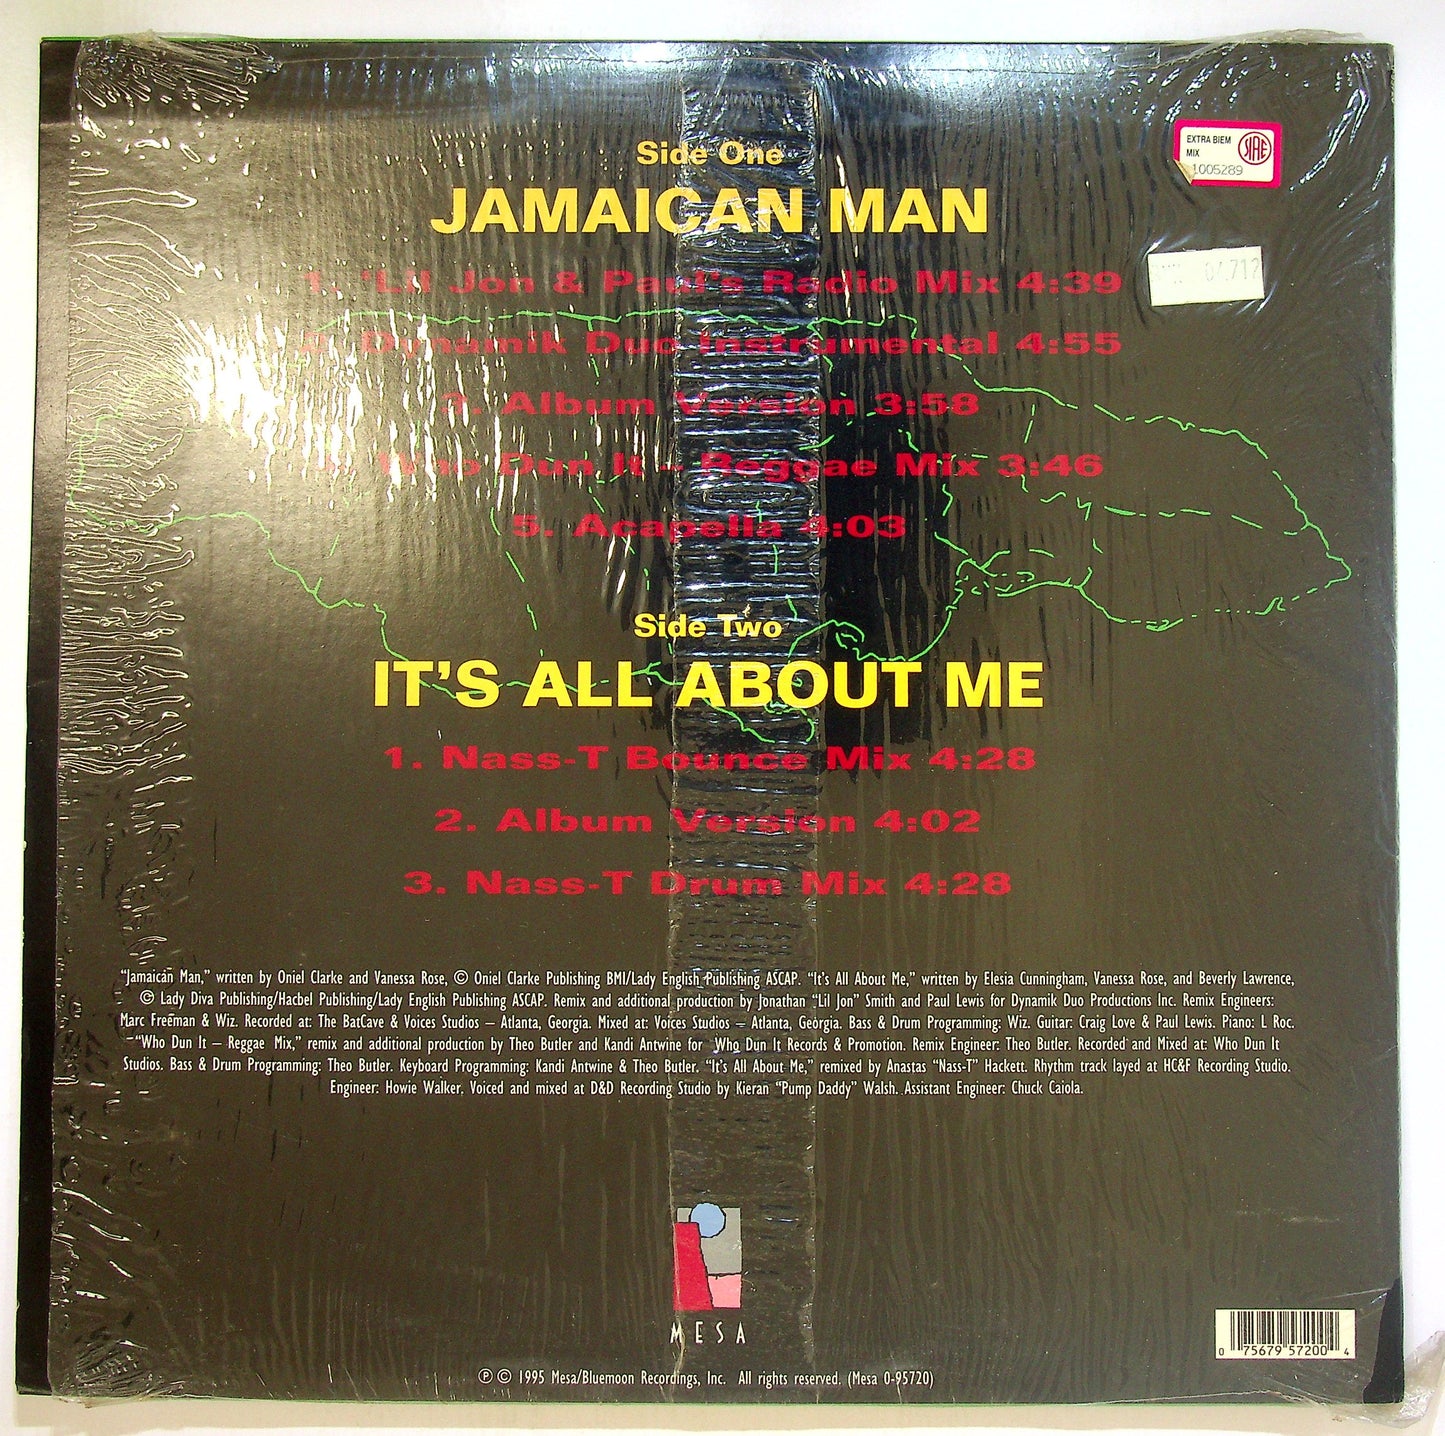 Side One
EXTRA BIEM
MIX
SIAE
1005289
JAMAICAN MAN
1. 'Lil Jon & Paul's Radio Mix 4:39
2. Dynamik Duo Instrumental 4:55
3. Album Version 3:58
4. Who Dun It – Reggae Mix 3:46
5. Acapella 4:03
Side Two
IT'S ALL ABOUT ME
1. Nass-T Bounce Mix 4:28
2. Album Version 4:02
3. Nass-T Drum Mix 4:28
“Jamaican Man,” written by Oniel Clarke and Vanessa Rose, © Oniel Clarke Publishing BMI/Lady English Publishing ASCAP. “It's All About Me,” written by Elesia Cunningham, Vanessa Rose, and Beverly Lawrence,
© Lady Diva Publishing/Hacbel Publishing/Lady English Publishing ASCAP. Remix and additional production by Jonathan “Lil Jon” Smith and Paul Lewis for Dynamik Duo Productions Inc. Remix Engineers:
Marc Freeman & Wiz. Recorded at: The BatCave & Voices Studios – Atlanta, Georgia. Mixed at: Voices Studios – Atlanta, Georgia. Bass & Drum Programming: Wiz. Guitar: Craig Love & Paul Lewis. Piano: L Roc.
“Who Dun It – Reggae Mix,” remix and additional production by Theo Butler and Kandi Antwine for Who Dun It Records & Promotion. Remix Engineer: Theo Butler. Recorded and Mixed at: Who Dun It
Studios. Bass & Drum Programming: Theo Butler. Keyboard Programming: Kandi Antwine & Theo Butler. “It's All About Me,” remixed by Anastas “Nass-T” Hackett. Rhythm track layed at HC&F Recording Studio.
Engineer: Howie Walker, Voiced and mixed at D&D Recording Studio by Kieran “Pump Daddy” Walsh. Assistant Engineer: Chuck Caiola.
MESA
0 75679 57200 4
℗ © 1995 Mesa/Bluemoon Recordings, Inc. All rights reserved. (Mesa 0-95720)